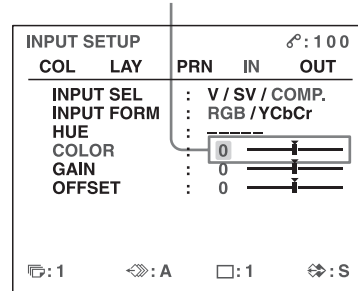 INPUT SETUP :100
COL LAY PRN IN OUT
INPUT SEL : V / SV / COMP.
INPUT FORM : RGB / YCbCr
HUE : -----
COLOR : 0
GAIN : 0
OFFSET : 0
:1 :A :1 :S